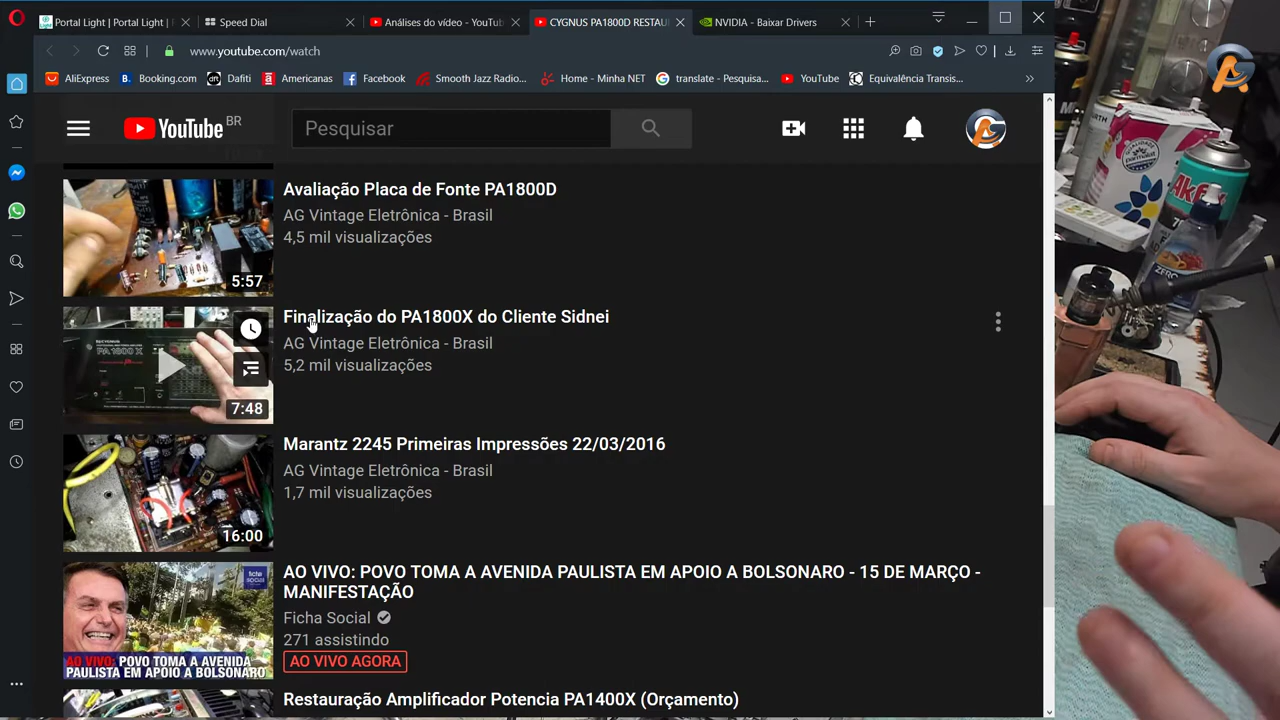 Portal Light | Portal Light |
Speed Dial
Análises do vídeo - YouTub
CYGNUS PA1800D RESTAU
NVIDIA - Baixar Drivers
www.youtube.com/watch
AliExpress
Booking.com
Dafiti
Americanas
Facebook
Smooth Jazz Radio...
Home - Minha NET
translate - Pesquisa...
YouTube
Equivalência Transis...
YouTube BR
Pesquisar
Avaliação Placa de Fonte PA1800D
AG Vintage Eletrônica - Brasil
4,5 mil visualizações
5:57
Finalização do PA1800X do Cliente Sidnei
AG Vintage Eletrônica - Brasil
5,2 mil visualizações
PA 1800 X
7:48
Marantz 2245 Primeiras Impressões 22/03/2016
AG Vintage Eletrônica - Brasil
1,7 mil visualizações
16:00
AO VIVO: POVO TOMA A AVENIDA PAULISTA EM APOIO A BOLSONARO - 15 DE MARÇO -
MANIFESTAÇÃO
Ficha Social
271 assistindo
AO VIVO AGORA
AO VIVO: POVO TOMA A AVENIDA
PAULISTA EM APOIO A BOLSONARO
Restauração Amplificador Potencia PA1400X (Orçamento)
parmalat
ZERO